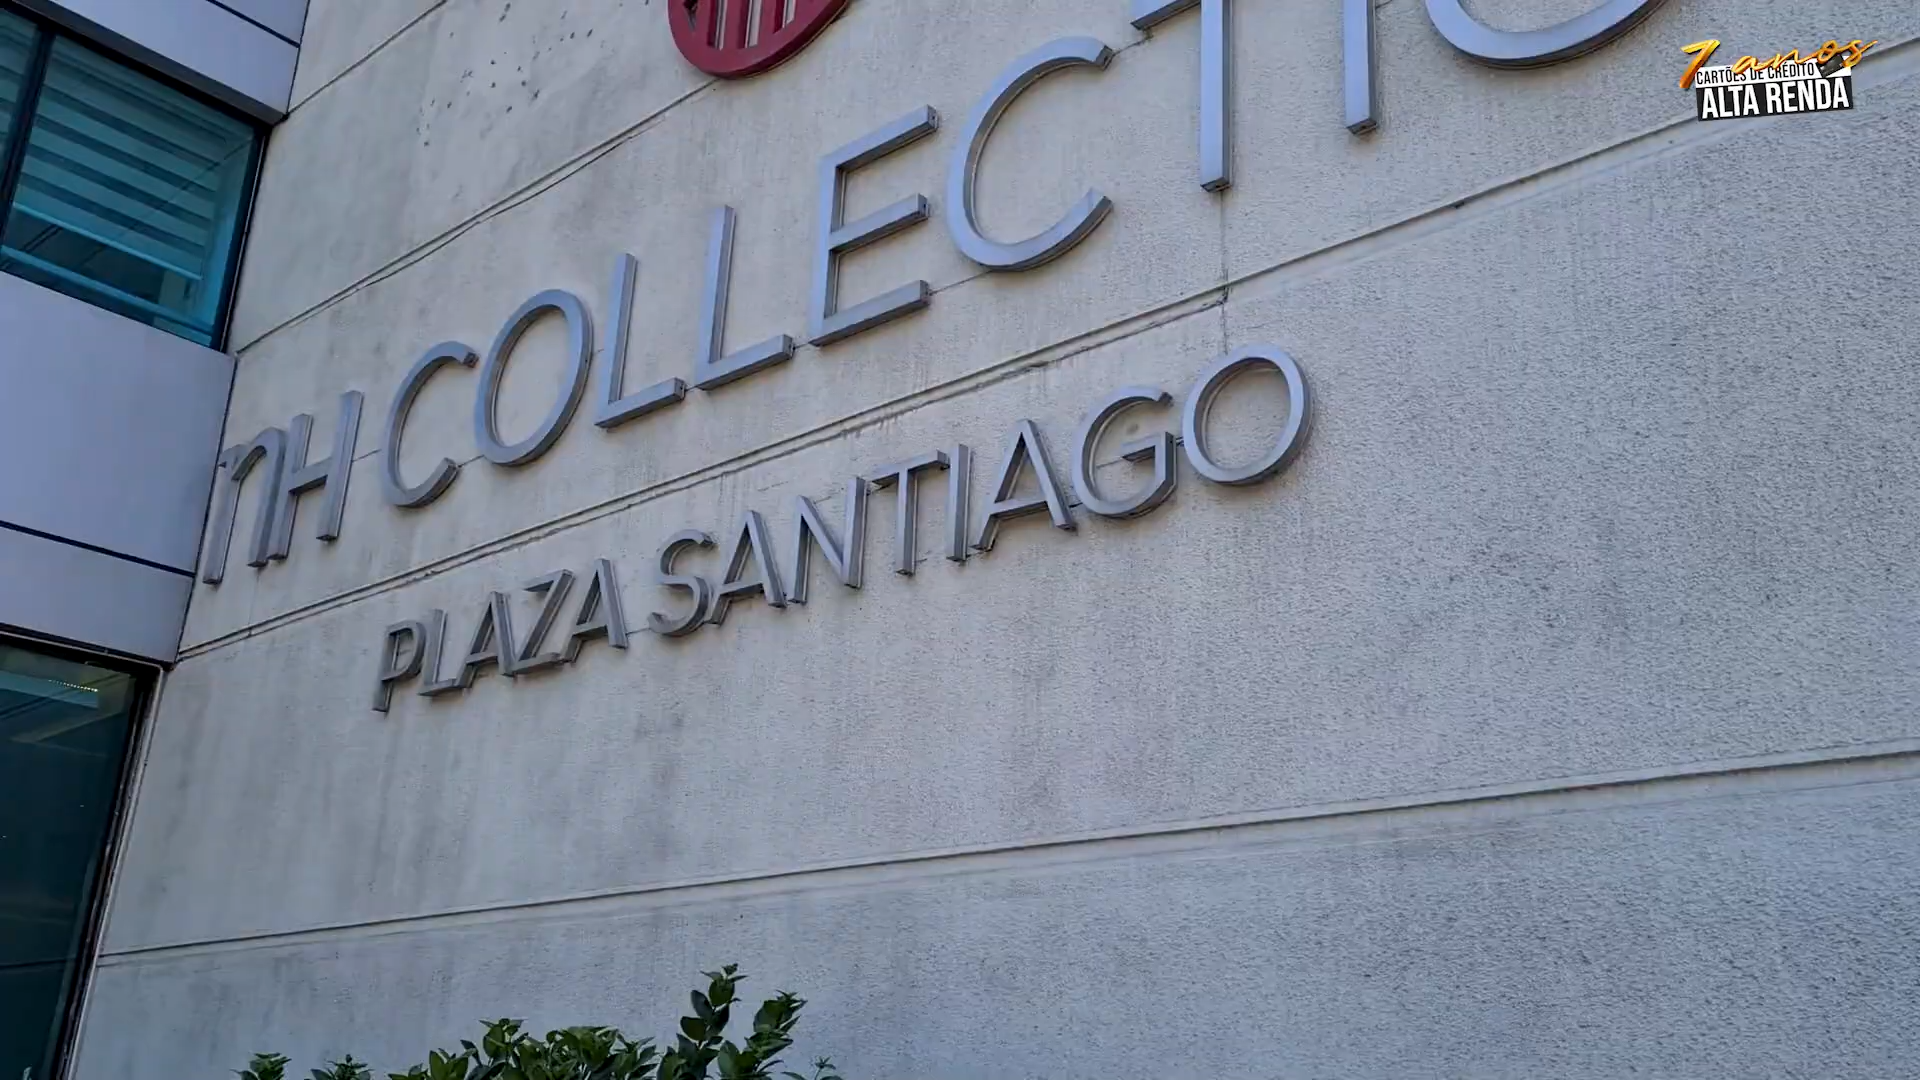 7 anos
CARTÕES DE CRÉDITO
ALTA RENDA
nH COLLECTIO
PLAZA SANTIAGO